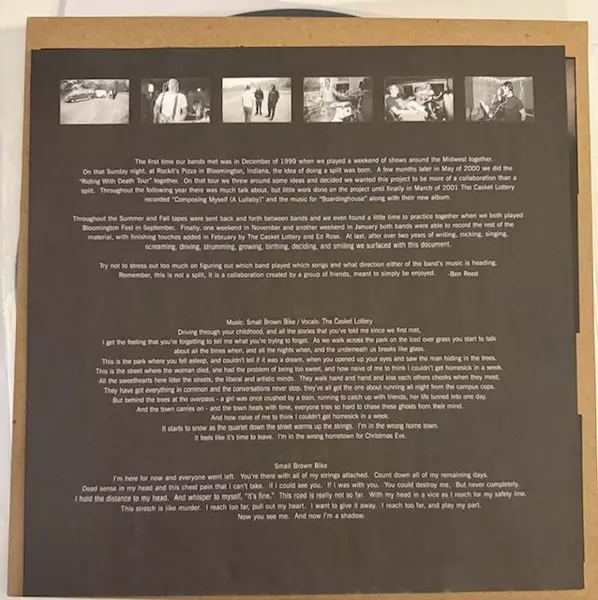 The first time our bands met was in December of 1999 when we played a weekend of shows around the Midwest together.
On that Sunday night, at Rockit's Pizza in Bloomington, Indiana, the idea of doing a split was born. A few months later in May of 2000 we did the
"Riding With Death Tour" together. On that tour we threw around some ideas and decided we wanted this project to be more of a collaboration than a
split. Throughout the following year there was much talk about, but little work done on the project until finally in March of 2001 The Casket Lottery
recorded "Composing Myself (A Lullaby)" and the music for "Boardinghouse" along with their new album.
Throughout the Summer and Fall tapes were sent back and forth between bands and we even found a little time to practice together when we both played
Bloomington Fest in September. Finally, one weekend in November and another weekend in January both bands were able to record the rest of the
material, with finishing touches added in February by The Casket Lottery and Ed Rose. At last, after over two years of writing, rocking, singing,
screaming, driving, strumming, growing, birthing, deciding, and smiling we surfaced with this document.
Try not to stress out too much on figuring out which band played which songs and what direction either of the band's music is heading.
Remember, this is not a split, it is a collaboration created by a group of friends, meant to simply be enjoyed. -Ben Reed
Music: Small Brown Bike / Vocals: The Casket Lottery
Driving through your childhood, and all the stories that you've told me since we first met,
I get the feeling that you're forgetting to tell me what you're trying to forget. As we walk across the park on the iced over grass you start to talk
about all the times when, and all the nights when, and the underneath us breaks like glass.
This is the park where you fell asleep, and couldn't tell if it was a dream, when you opened up your eyes and saw the man hiding in the trees.
This is the street where the woman died, she had the problem of being too sweet, and how naive of me to think I couldn't get homesick in a week.
All the sweethearts here litter the streets, the liberal and artistic minds. They walk hand and hand and kiss each others cheeks when they meet.
They have got everything in common and the conversations never stop, they've all got the one about running all night from the campus cops.
But behind the trees at the overpass - a girl was once crushed by a train, running to catch up with friends, her life turned into one day.
And the town carries on - and the town heals with time, everyone tries so hard to chase these ghosts from their mind.
And how naive of me to think I couldn't get homesick in a week.
It starts to snow as the quartet down the street warms up the strings. I'm in the wrong home town.
It feels like it's time to leave. I'm in the wrong hometown for Christmas Eve.
Small Brown Bike
I'm here for now and everyone went left. You're there with all of my strings attached. Count down all of my remaining days.
Dead sense in my head and this chest pain that I can't take. If I could see you. If I was with you. You could destroy me. But never completely.
I hold the distance to my head. And whisper to myself, "it's fine." This road is really not so far. With my head in a vice as I reach for my safety line.
This stretch is like murder. I reach too far, pull out my heart. I want to give it away. I reach too far, and play my part.
Now you see me. And now I'm a shadow.